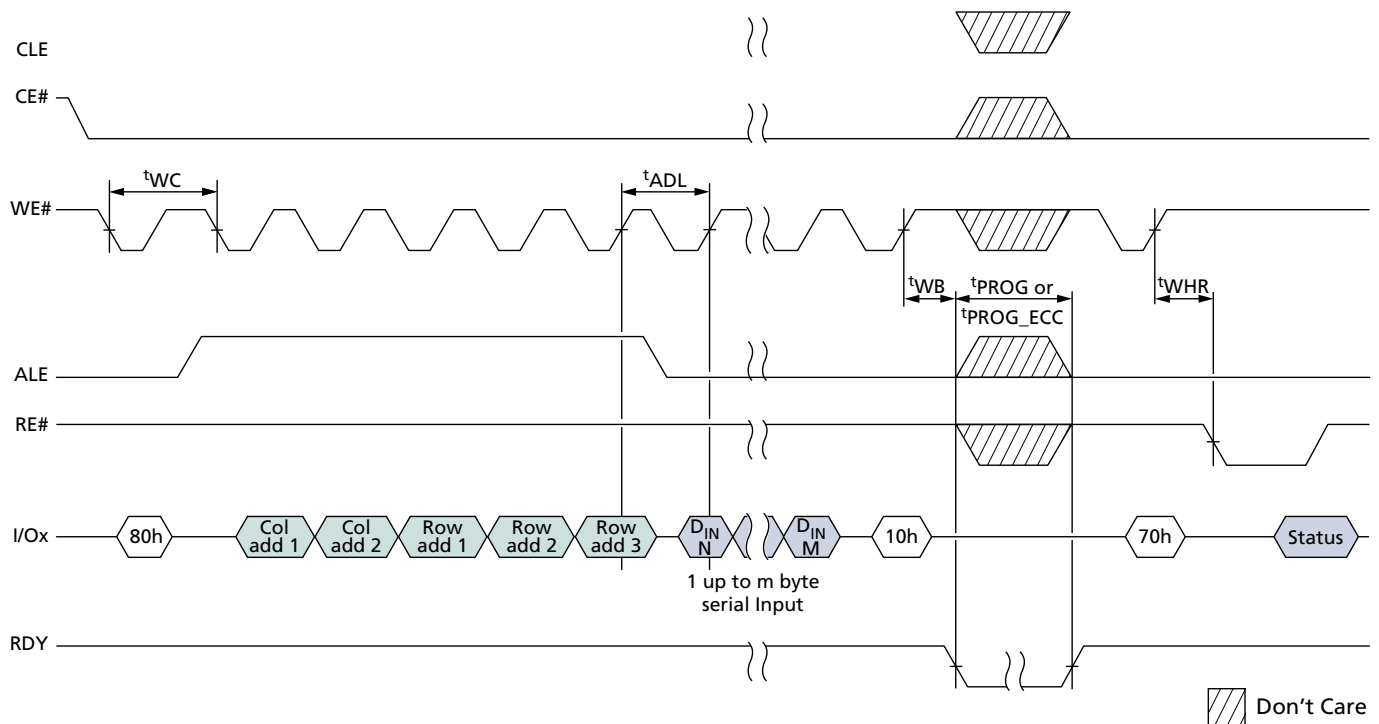 CLE
CE#
tWC
tADL
WE#
tWB
tPROG or
tPROG_ECC
tWHR
ALE
RE#
I/Ox
80h
Col
add 1
Col
add 2
Row
add 1
Row
add 2
Row
add 3
DIN
N
DIN
M
10h
70h
Status
1 up to m byte
serial Input
RDY
Don't Care